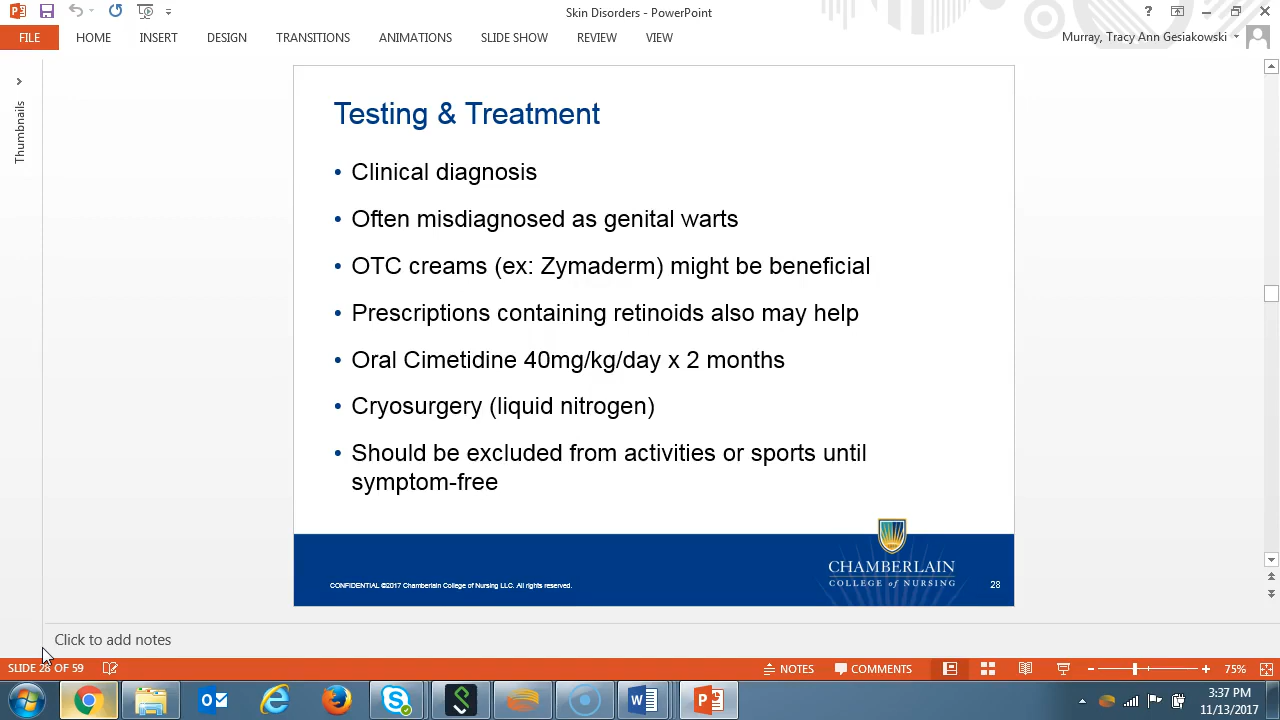 Skin Disorders - PowerPoint
?
FILE
HOME
INSERT
DESIGN
TRANSITIONS
ANIMATIONS
SLIDE SHOW
REVIEW
VIEW
Murray, Tracy Ann Gesiakowski
Thumbnails
Testing & Treatment
• Clinical diagnosis
• Often misdiagnosed as genital warts
• OTC creams (ex: Zymaderm) might be beneficial
• Prescriptions containing retinoids also may help
• Oral Cimetidine 40mg/kg/day x 2 months
• Cryosurgery (liquid nitrogen)
• Should be excluded from activities or sports until
symptom-free
CONFIDENTIAL ©2017 Chamberlain College of Nursing LLC. All rights reserved.
CHAMBERLAIN
COLLEGE of NURSING
28
Click to add notes
SLIDE 28 OF 59
NOTES
COMMENTS
75%
3:37 PM
11/13/2017